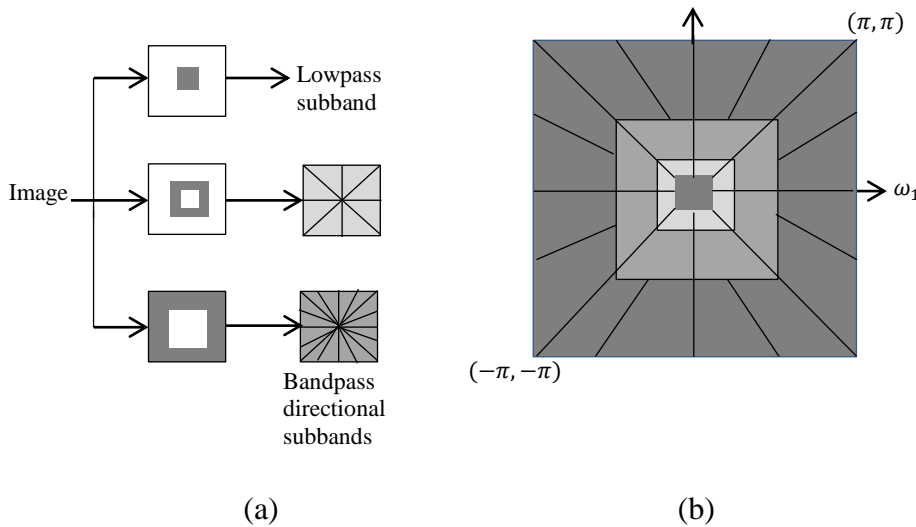 Lowpass
subband
Image
Bandpass
directional
subbands
(a)
(π, π)
ω₁
(−π, −π)
(b)